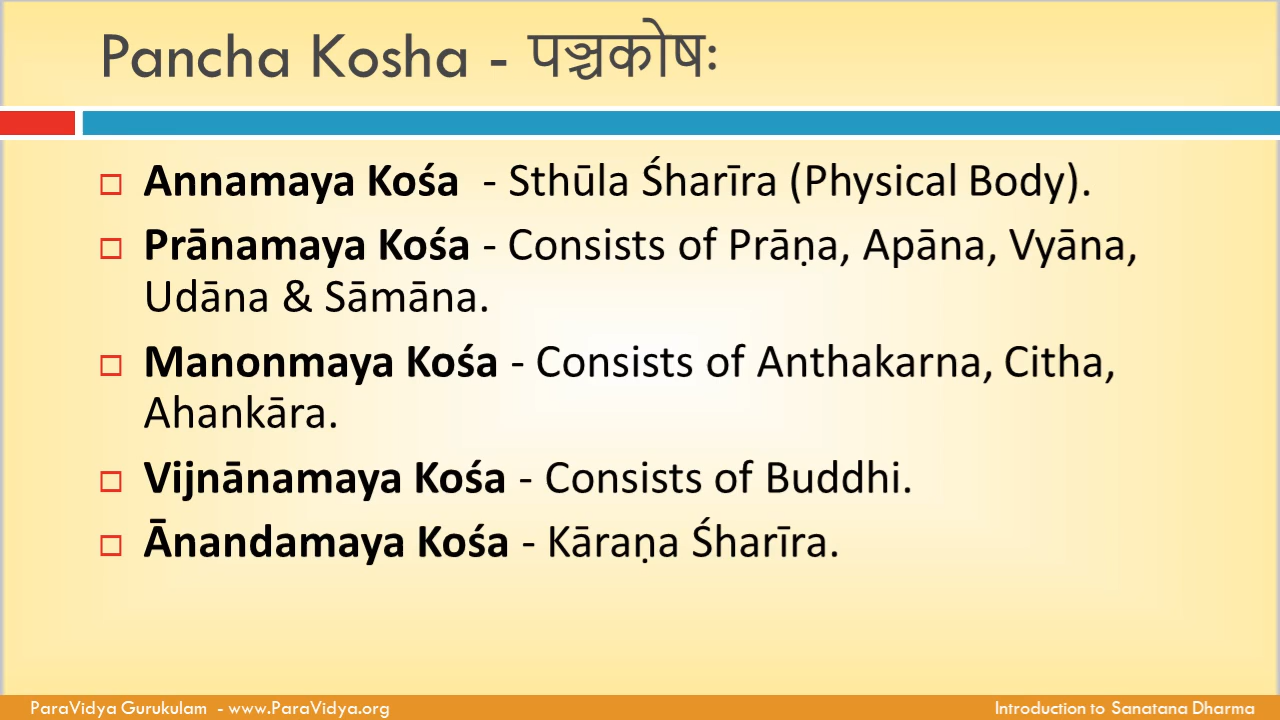 Pancha Kosha - पञ्चकोषः
Annamaya Kośa - Sthūla Śharīra (Physical Body).
Prānamaya Kośa - Consists of Prāṇa, Apāna, Vyāna,
Udāna & Sāmāna.
Manonmaya Kośa - Consists of Anthakarna, Citha,
Ahankāra.
Vijnānamaya Kośa - Consists of Buddhi.
Ānandamaya Kośa - Kāraṇa Śharīra.
ParaVidya Gurukulam - www.ParaVidya.org
Introduction to Sanatana Dharma